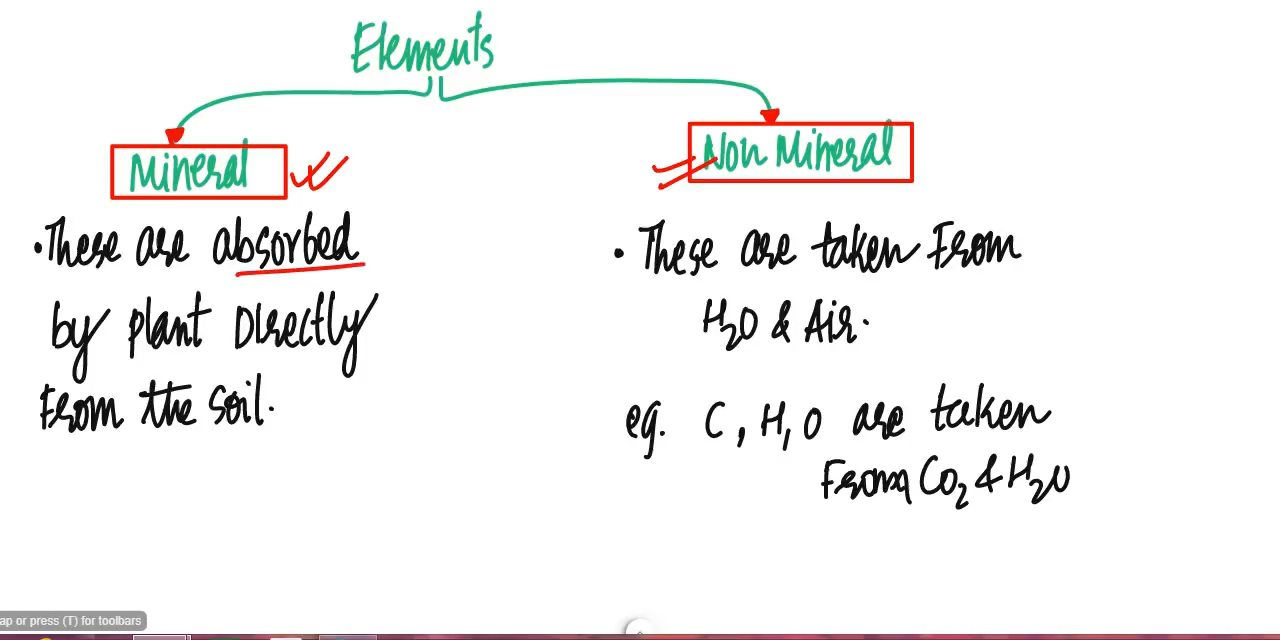 Elements
Mineral
Non Mineral
• These are absorbed
by plant Directly
From the soil.
• These are taken From
H₂O & Air.
eg. C, H, O are taken
From CO₂ & H₂O
ap or press (T) for toolbars